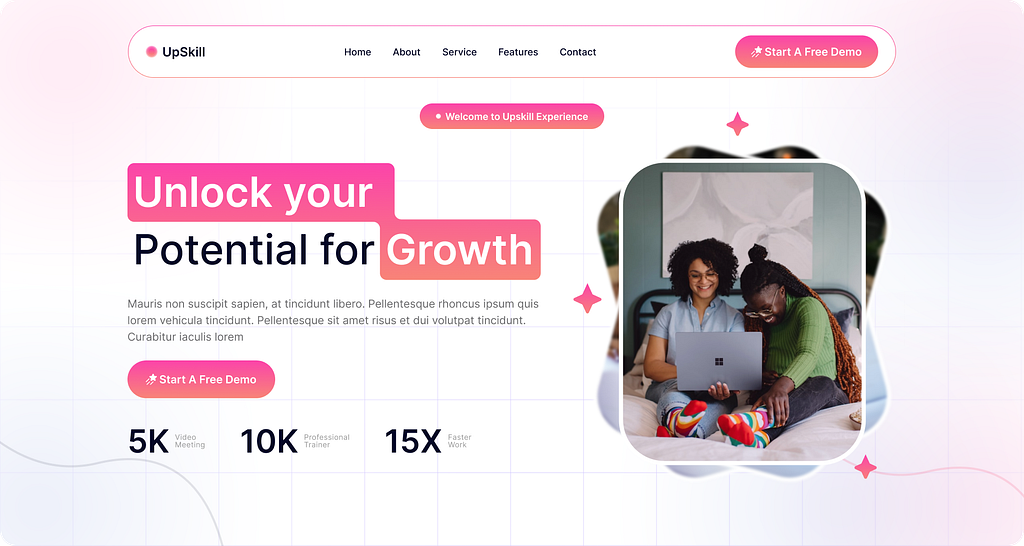 UpSkill
Home
About
Service
Features
Contact
Start A Free Demo
Welcome to Upskill Experience
Unlock your
Potential for Growth
Mauris non suscipit sapien, at tincidunt libero. Pellentesque rhoncus ipsum quis
lorem vehicula tincidunt. Pellentesque sit amet risus et dui volutpat tincidunt.
Curabitur iaculis lorem
Start A Free Demo
5K
Video
Meeting
10K
Professional
Trainer
15X
Faster
Work